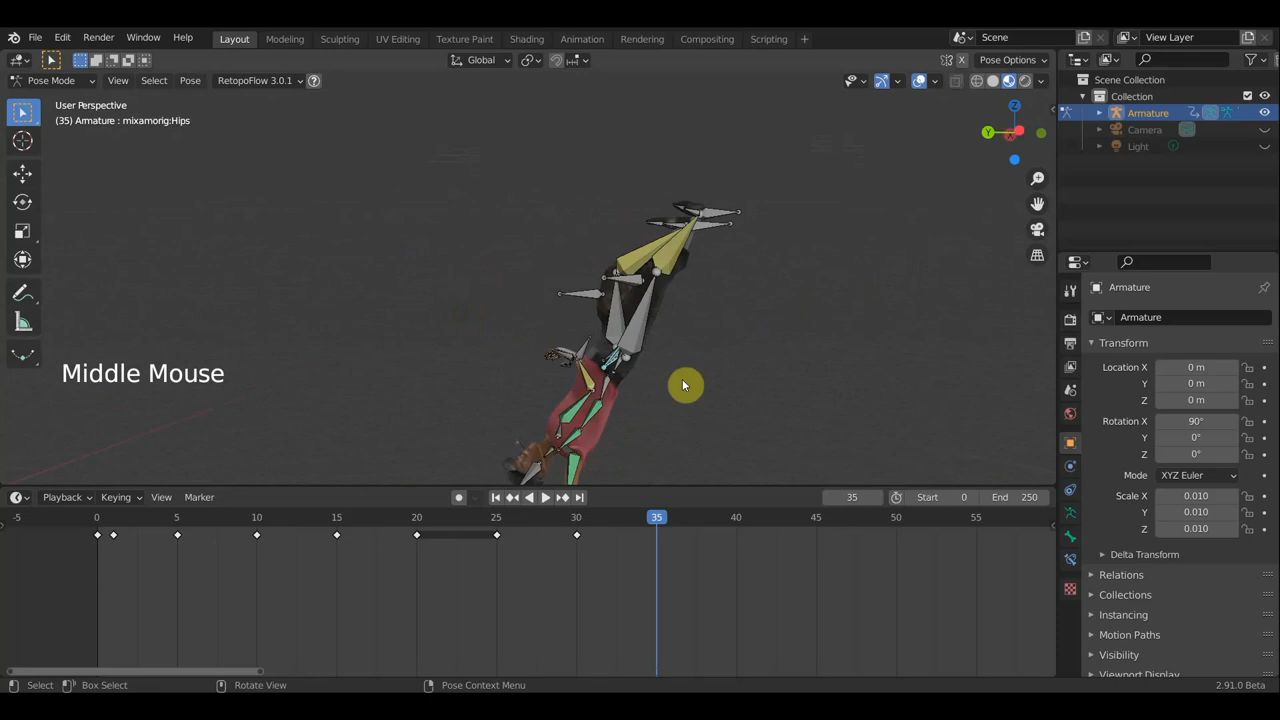 File Edit Render Window Help Layout Modeling Sculpting UV Editing Texture Paint Shading Animation Rendering Compositing Scripting + Scene View Layer
Global X Pose Options
Pose Mode View Select Pose RetopoFlow 3.0.1 ?
User Perspective
(35) Armature : mixamorig:Hips
Z
Y
Middle Mouse
Scene Collection
Collection
Armature
Camera
Light
Armature
Armature
Transform
Location X 0 m
Y 0 m
Z 0 m
Rotation X 90°
Y 0°
Z 0°
Mode XYZ Euler
Scale X 0.010
Y 0.010
Z 0.010
Delta Transform
Relations
Collections
Instancing
Motion Paths
Visibility
Viewport Display
Playback Keying View Marker 35 Start 0 End 250
-5 0 5 10 15 20 25 30 35 40 45 50 55
Select Box Select Rotate View Pose Context Menu 2.91.0 Beta